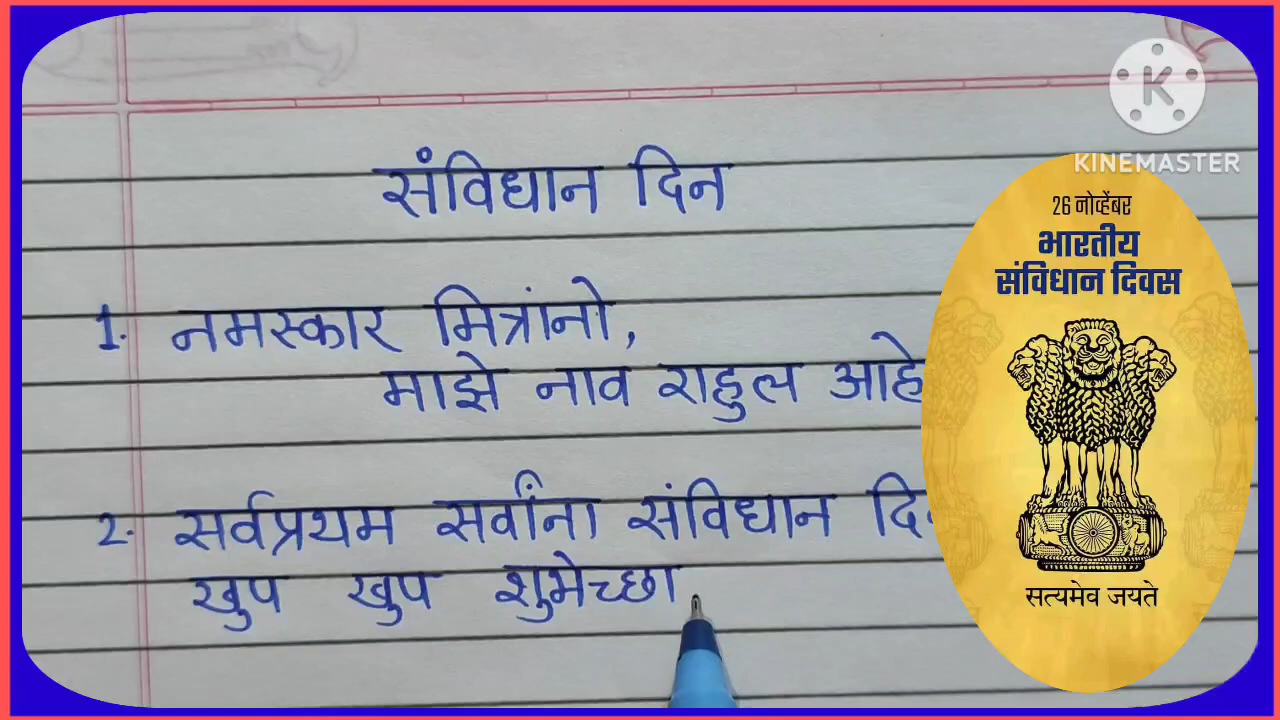 संविधान दिन
1. नमस्कार मित्रांनो,
माझे नाव राहुल आहे
2. सर्वप्रथम सर्वांना संविधान
खुप खुप शुभेच्छा
KINEMASTER
26 नोव्हेंबर
भारतीय
संविधान दिवस
सत्यमेव जयते